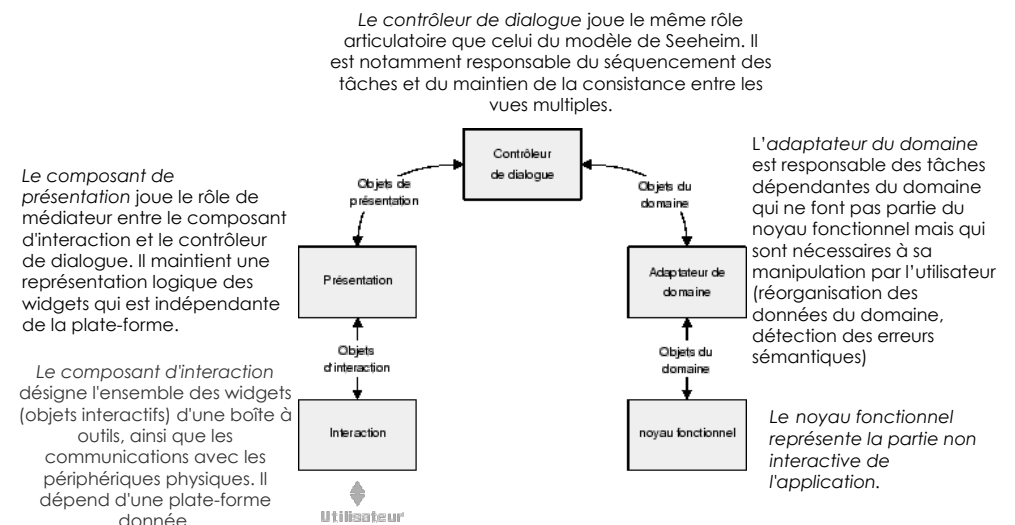 Le contrôleur de dialogue joue le même rôle
articulatoire que celui du modèle de Seeheim. Il
est notamment responsable du séquencement des
tâches et du maintien de la consistance entre les
vues multiples.
Contrôleur
de dialogue
Objets de
présentation
Objets du
domaine
Le composant de
présentation joue le rôle de
médiateur entre le composant
d'interaction et le contrôleur
de dialogue. Il maintient une
représentation logique des
widgets qui est indépendante
de la plate-forme.
L'adaptateur du domaine
est responsable des tâches
dépendantes du domaine
qui ne font pas partie du
noyau fonctionnel mais qui
sont nécessaires à sa
manipulation par l'utilisateur
(réorganisation des
données du domaine,
détection des erreurs
sémantiques)
Présentation
Adaptateur de
domaine
Objets
d'interaction
Objets du
domaine
Le composant d'interaction
désigne l'ensemble des widgets
(objets interactifs) d'une boîte à
outils, ainsi que les
communications avec les
périphériques physiques. Il
dépend d'une plate-forme
donnée
Interaction
noyau fonctionnel
Le noyau fonctionnel
représente la partie non
interactive de
l'application.
Utilisateur